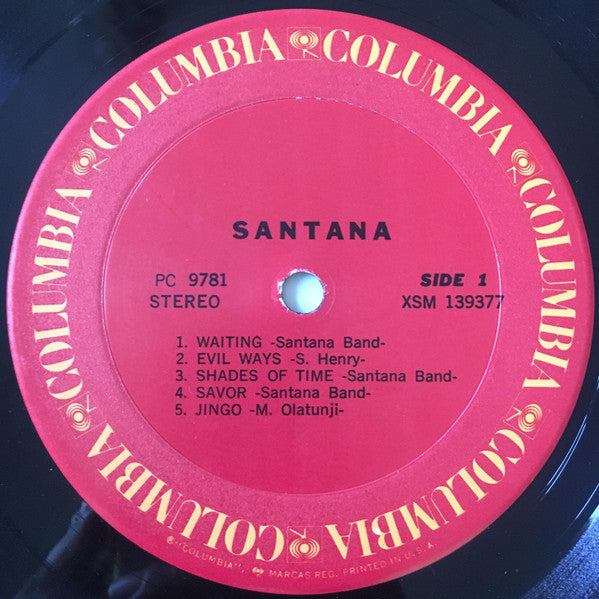 COLUMBIA COLUMBIA COLUMBIA COLUMBIA COLUMBIA COLUMBIA
SANTANA
PC 9781 SIDE 1
STEREO XSM 139377
1. WAITING -Santana Band-
2. EVIL WAYS -S. Henry-
3. SHADES OF TIME -Santana Band-
4. SAVOR -Santana Band-
5. JINGO -M. Olatunji-
® "COLUMBIA", MARCAS REG. PRINTED IN U.S.A.